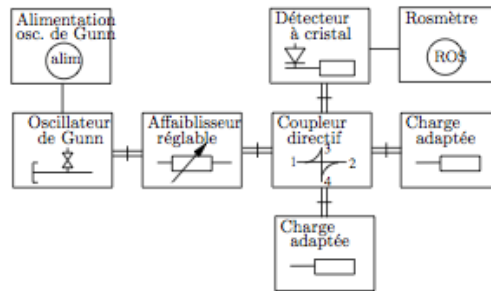 Alimentation
osc. de Gunn
alim
Détecteur
à cristal
Rosmètre
ROS
Oscillateur
de Gunn
Affaiblisseur
réglable
Coupleur
directif
1
3
2
4
Charge
adaptée
Charge
adaptée